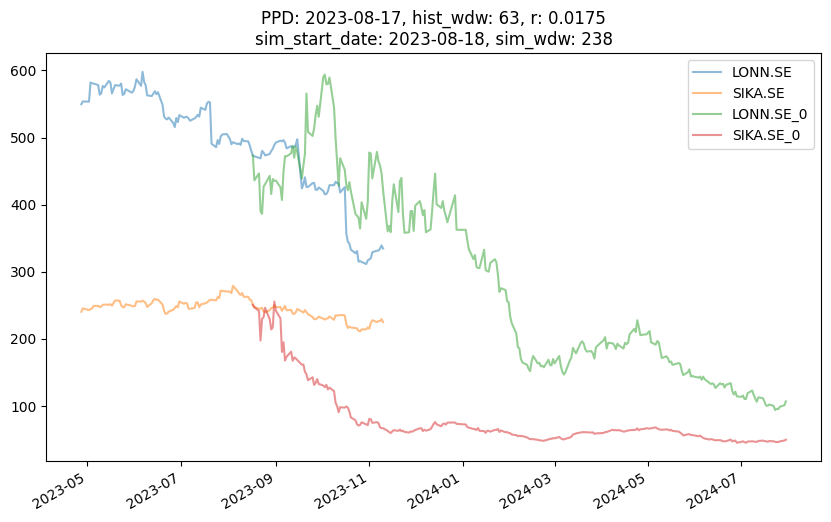 PPD: 2023-08-17, hist_wdw: 63, r: 0.0175
sim_start_date: 2023-08-18, sim_wdw: 238
LONN.SE
SIKA.SE
LONN.SE_0
SIKA.SE_0
600
500
400
300
200
100
2023-05
2023-07
2023-09
2023-11
2024-01
2024-03
2024-05
2024-07